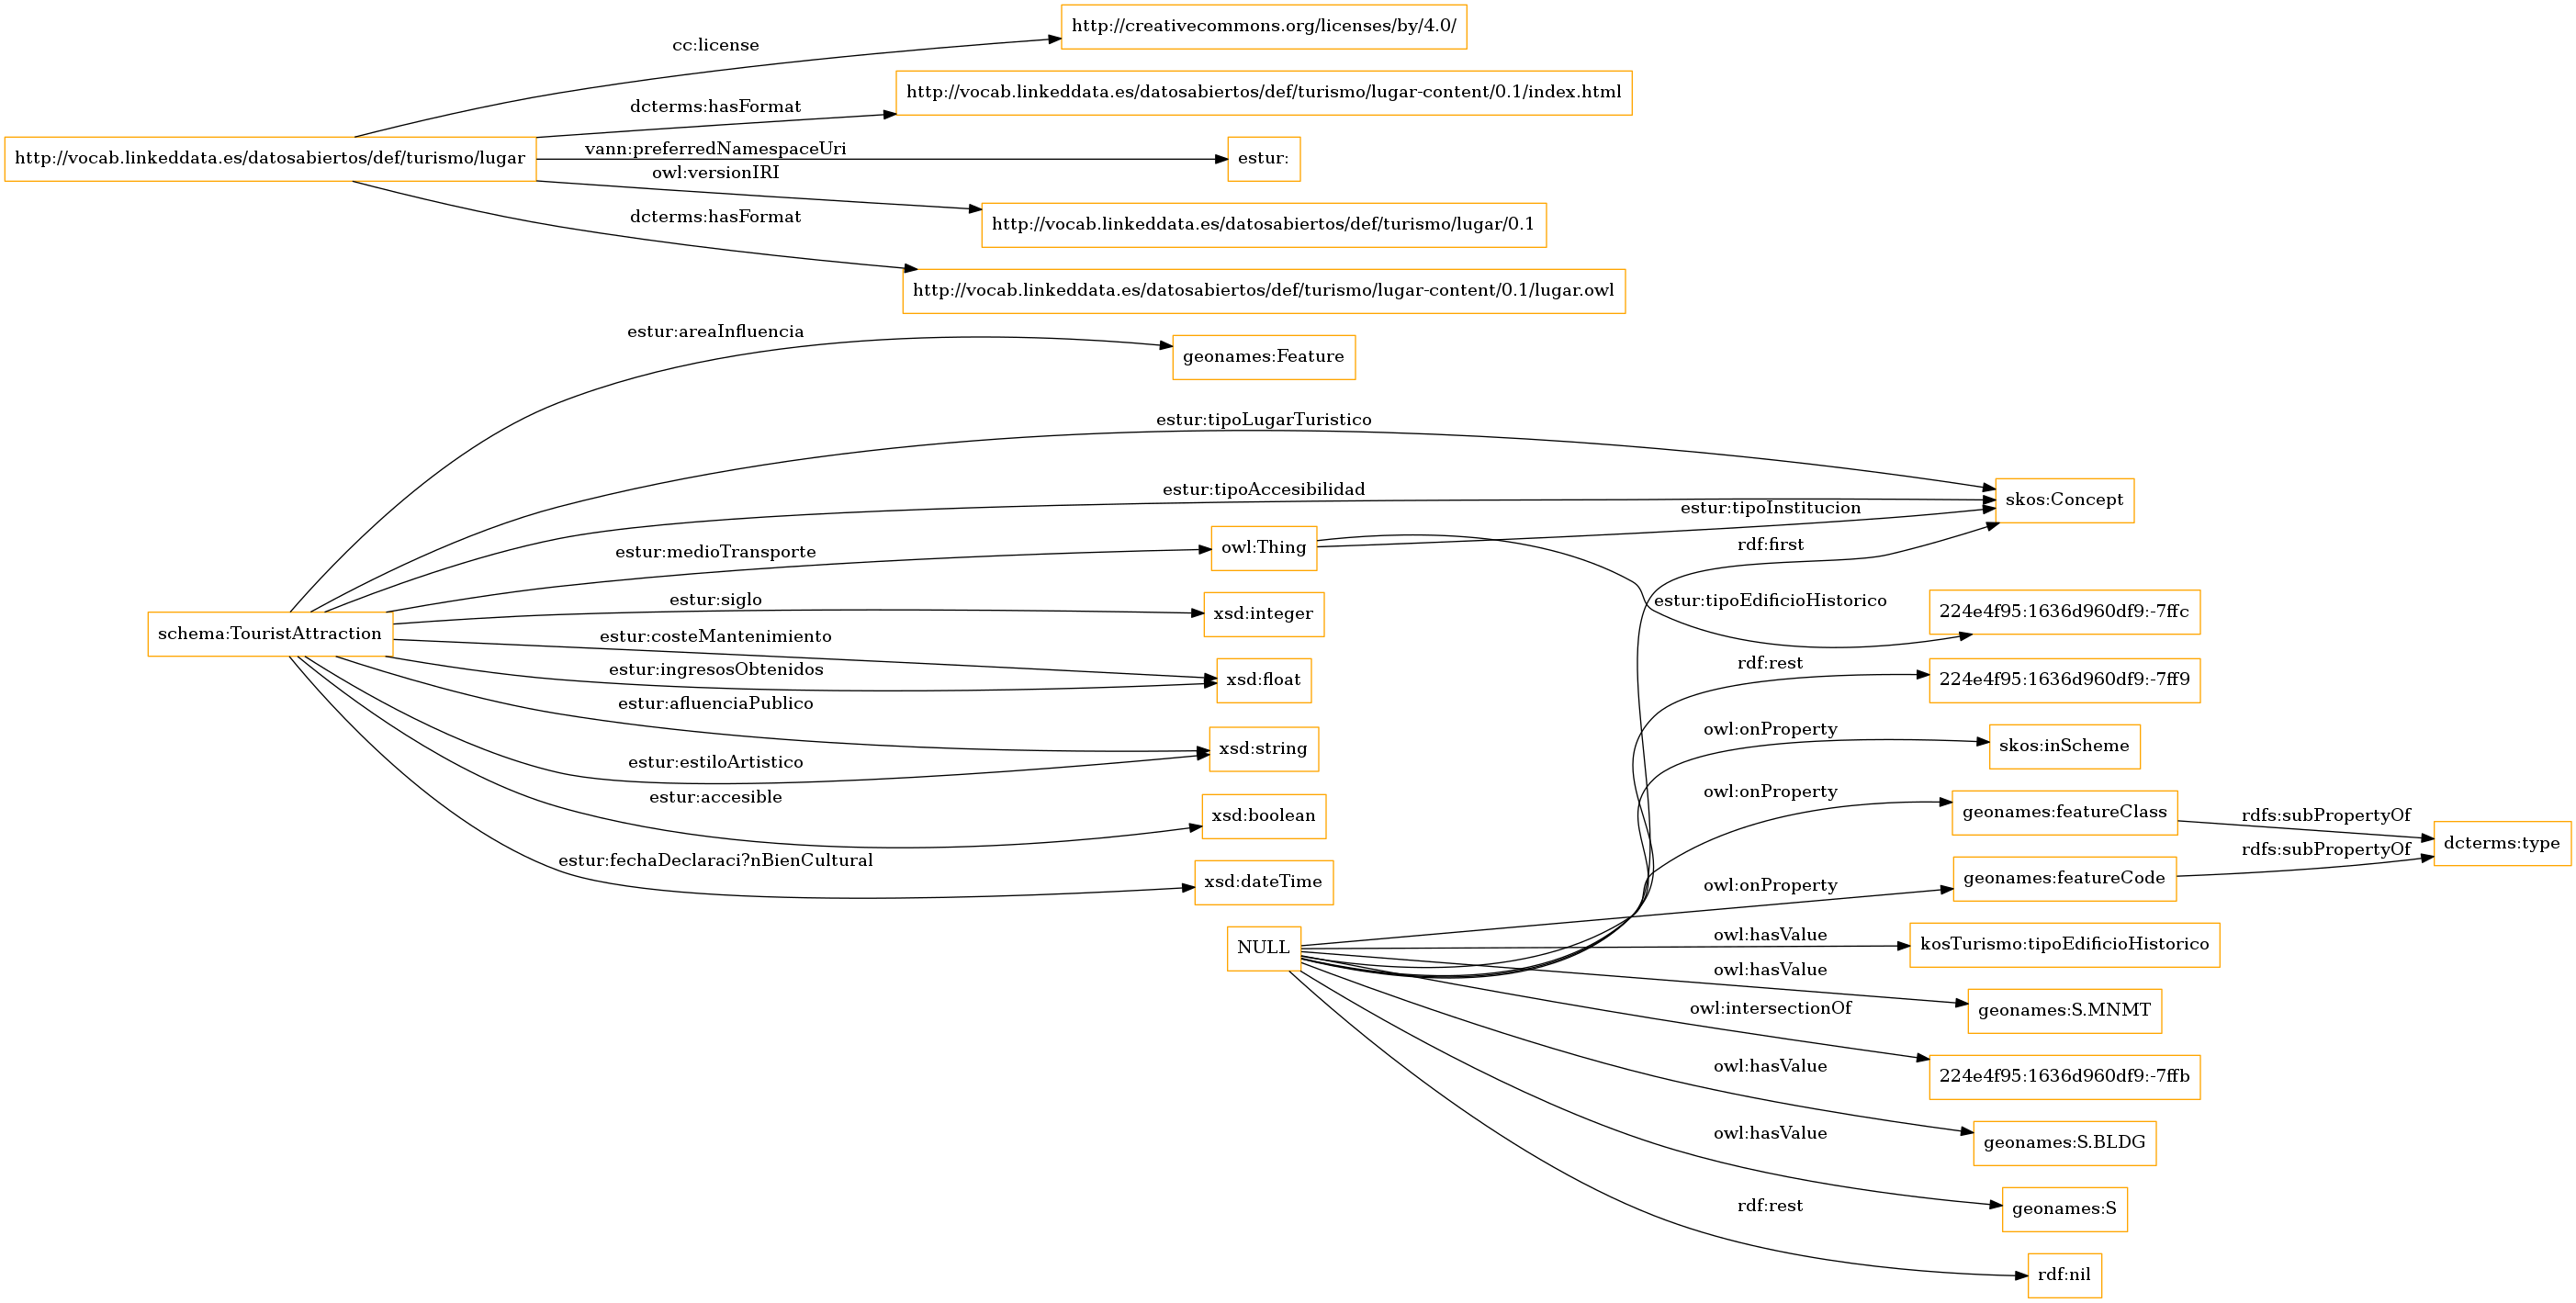 http://creativecommons.org/licenses/by/4.0/
cc:license
http://vocab.linkeddata.es/datosabiertos/def/turismo/lugar-content/0.1/index.html
dcterms:hasFormat
http://vocab.linkeddata.es/datosabiertos/def/turismo/lugar
vann:preferredNamespaceUri
estur:
owl:versionIRI
http://vocab.linkeddata.es/datosabiertos/def/turismo/lugar/0.1
dcterms:hasFormat
http://vocab.linkeddata.es/datosabiertos/def/turismo/lugar-content/0.1/lugar.owl
estur:areaInfluencia
geonames:Feature
estur:tipoLugarTuristico
estur:tipoAccesibilidad
skos:Concept
estur:tipoInstitucion
estur:medioTransporte
owl:Thing
rdf:first
estur:siglo
xsd:integer
estur:tipoEdificioHistorico
224e4f95:1636d960df9:-7ffc
schema:TouristAttraction
estur:costeMantenimiento
estur:ingresosObtenidos
xsd:float
rdf:rest
224e4f95:1636d960df9:-7ff9
estur:afluenciaPublico
xsd:string
owl:onProperty
skos:inScheme
estur:estiloArtistico
estur:accesible
xsd:boolean
owl:onProperty
geonames:featureClass
rdfs:subPropertyOf
dcterms:type
rdfs:subPropertyOf
estur:fechaDeclaraci?nBienCultural
xsd:dateTime
owl:onProperty
geonames:featureCode
NULL
owl:hasValue
kosTurismo:tipoEdificioHistorico
owl:hasValue
geonames:S.MNMT
owl:intersectionOf
224e4f95:1636d960df9:-7ffb
owl:hasValue
geonames:S.BLDG
owl:hasValue
geonames:S
rdf:rest
rdf:nil